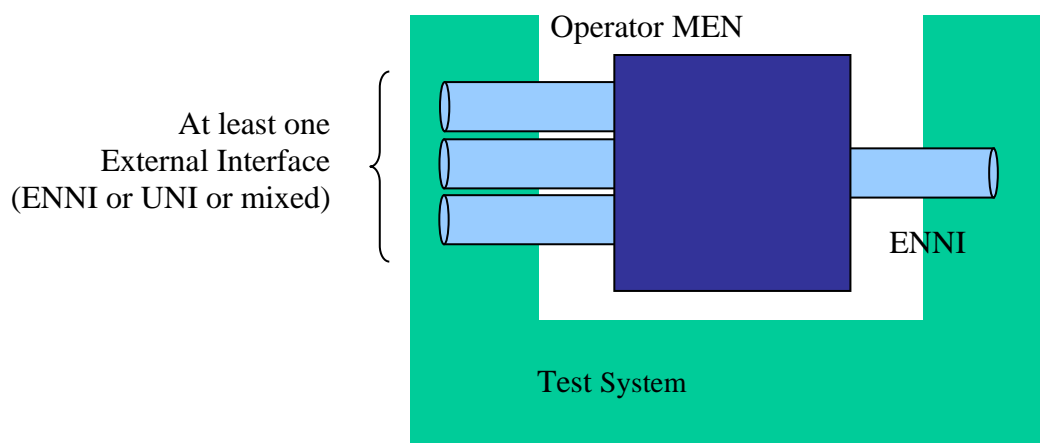 Operator MEN
At least one
External Interface
(ENNI or UNI or mixed)
ENNI
Test System